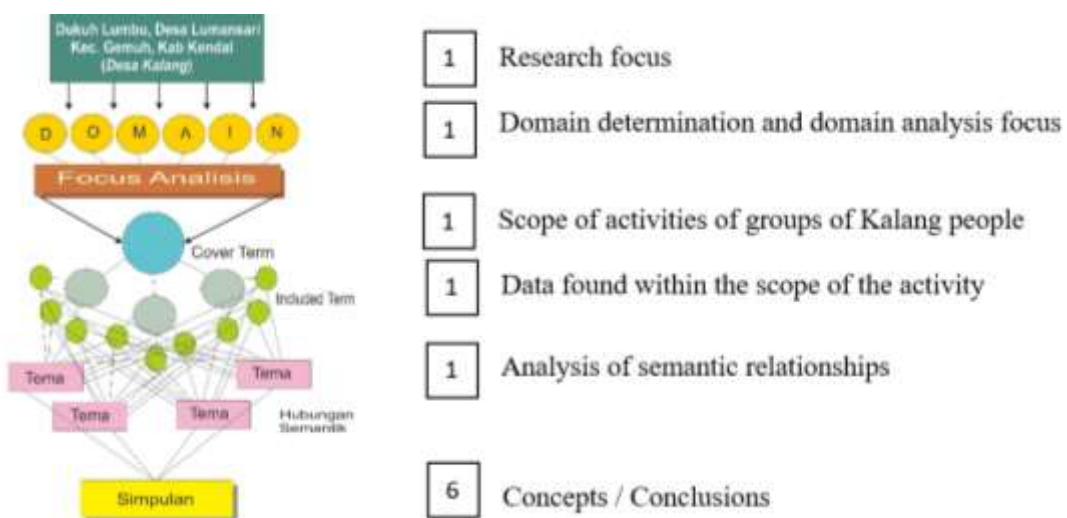 Dukuh Lumbu, Desa Lumansari
Kec. Gemuh, Kab Kendal
(Desa Kalang)
D O M A I N
Focus Analisis
Cover Term
Included Term
Tema
Tema
Tema
Tema
Hubungan
Semantik
Simpulan
1 Research focus
1 Domain determination and domain analysis focus
1 Scope of activities of groups of Kalang people
1 Data found within the scope of the activity
1 Analysis of semantic relationships
6 Concepts / Conclusions